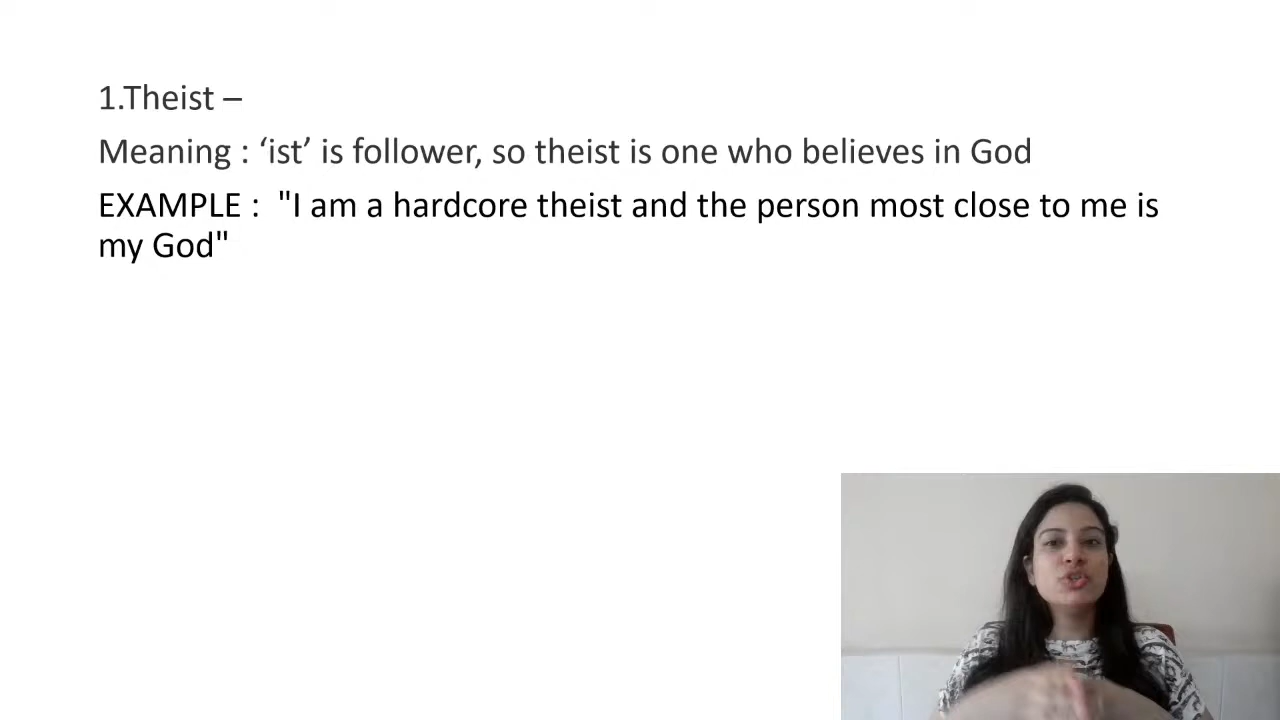 1.Theist –
Meaning : ‘ist’ is follower, so theist is one who believes in God
EXAMPLE :  "I am a hardcore theist and the person most close to me is
my God"